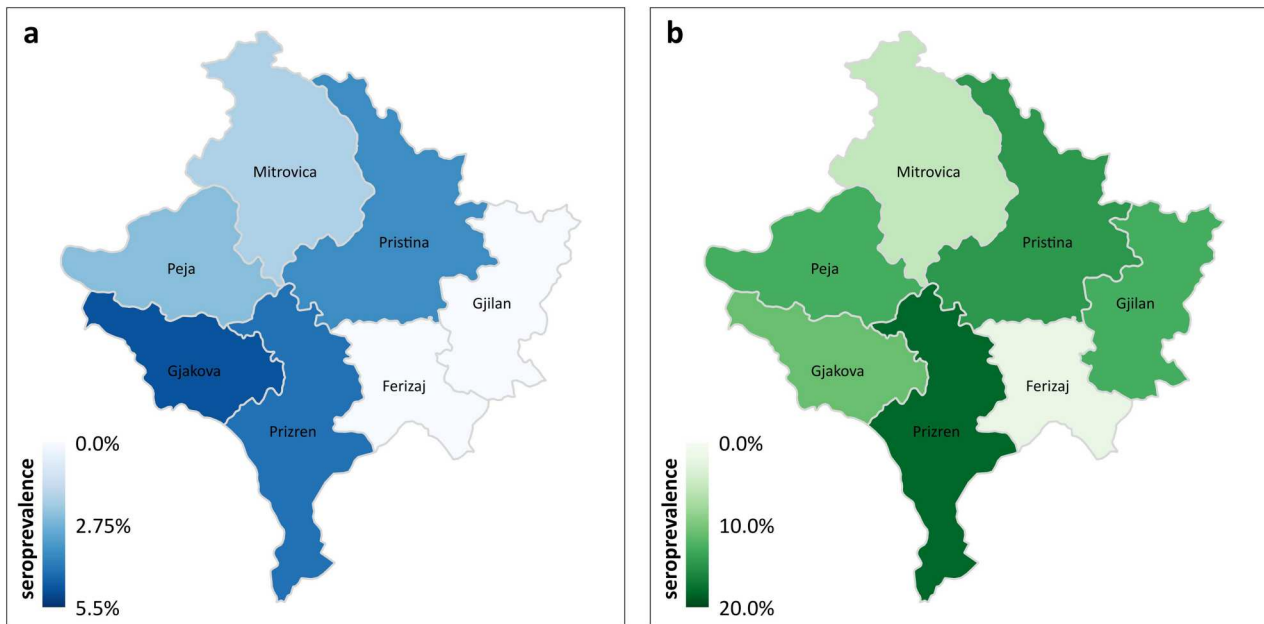 a
Mitrovica
Pristina
Peja
Gjilan
Gjakova
Ferizaj
Prizren
seroprevalence
0.0%
2.75%
5.5%
b
Mitrovica
Pristina
Peja
Gjilan
Gjakova
Ferizaj
Prizren
seroprevalence
0.0%
10.0%
20.0%